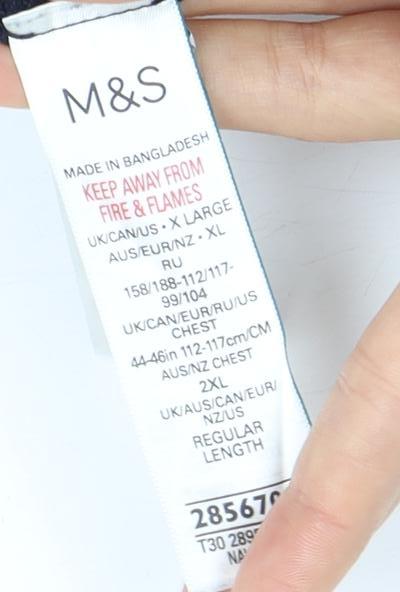 M&S
MADE IN BANGLADESH
KEEP AWAY FROM
FIRE & FLAMES
UK/CAN/US • X LARGE
AUS/EUR/NZ • XL
RU
158/188-112/117-
99/104
UK/CAN/EUR/RU/US
CHEST
44-46in 112-117cm/CM
AUS/NZ CHEST
2XL
UK/AUS/CAN/EUR/
NZ/US
REGULAR
LENGTH
285670
T30